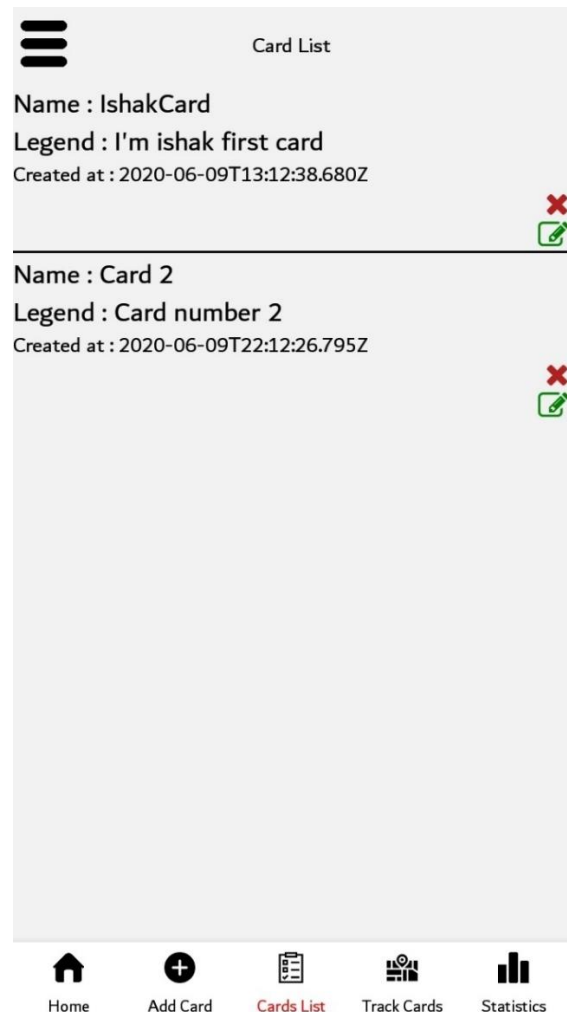 Card List
Name : IshakCard
Legend : I'm ishak first card
Created at : 2020-06-09T13:12:38.680Z
Name : Card 2
Legend : Card number 2
Created at : 2020-06-09T22:12:26.795Z
Home Add Card Cards List Track Cards Statistics